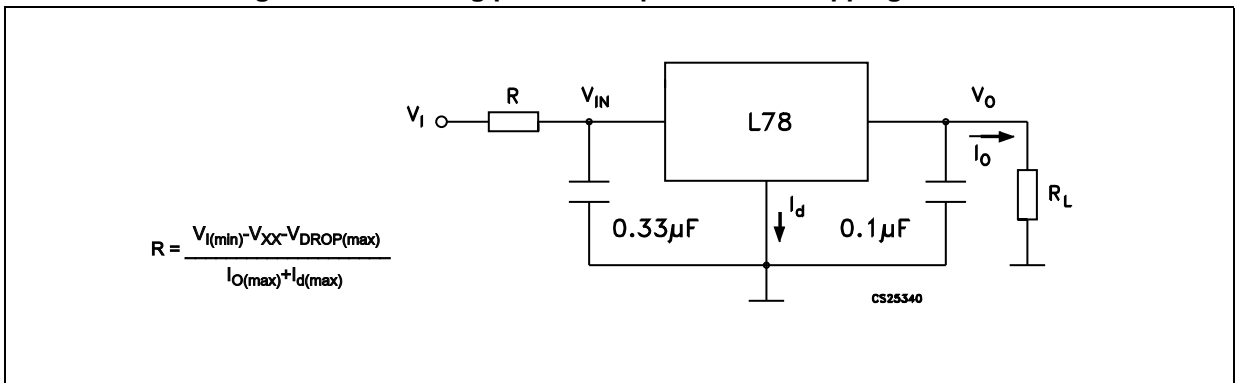 R
V_IN
V_O
V_I
L78
I_O
R_L
I_d
0.33µF
0.1µF
R = V_I(min)-V_XX-V_DROP(max)
I_O(max)+I_d(max)
CS25340